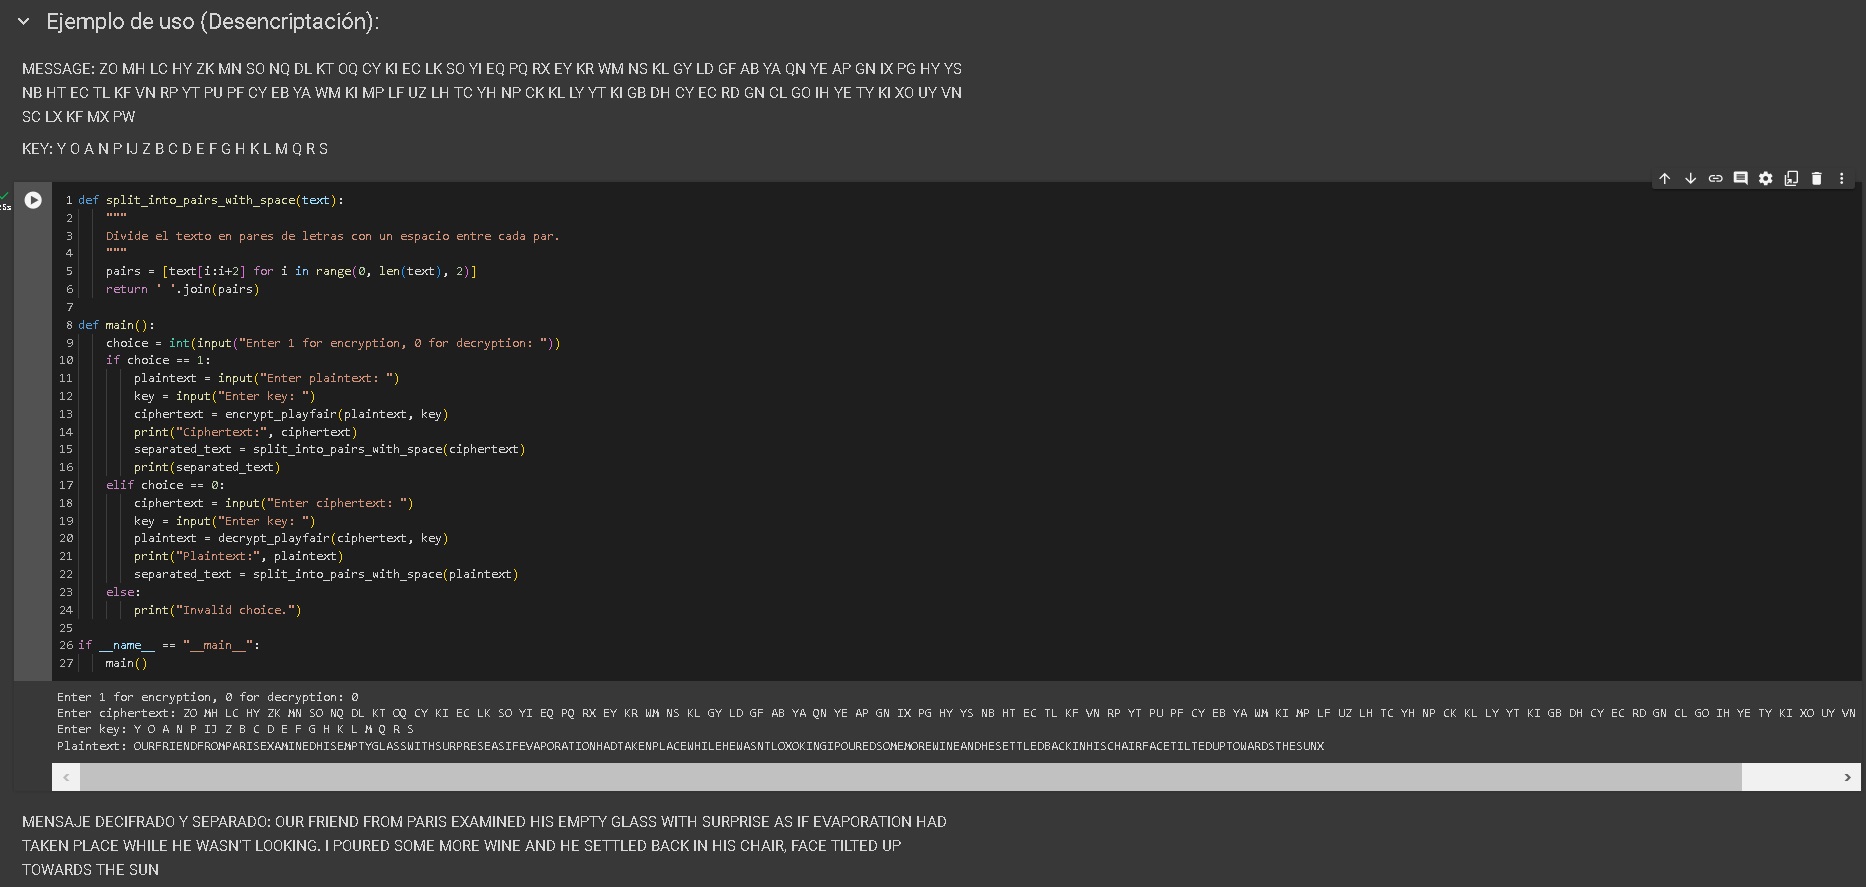 Ejemplo de uso (Desencriptación):
MESSAGE: ZO MH LC HY ZK MN SO NQ DL KT OQ CY KI EC LK SO YI EQ PQ RX EY KR WM NS KL GY LD GF AB YA QN YE AP GN IX PG HY YS
NB HT EC TL KF VN RP YT PU PF CY EB YA WM KI MP LF UZ LH TC YH NP CK KL LY YT KI GB DH CY EC RD GN CL GO IH YE TY KI XO UY VN
SC LX KF MX PW
KEY: Y O A N P IJ Z B C D E F G H K L M Q R S
1 def split_into_pairs_with_space(text):
2 """
3 Divide el texto en pares de letras con un espacio entre cada par.
4 """
5 pairs = [text[i:i+2] for i in range(0, len(text), 2)]
6 return ' '.join(pairs)
7
8 def main():
9 choice = int(input("Enter 1 for encryption, 0 for decryption: "))
10 if choice == 1:
11 plaintext = input("Enter plaintext: ")
12 key = input("Enter key: ")
13 ciphertext = encrypt_playfair(plaintext, key)
14 print("Ciphertext:", ciphertext)
15 separated_text = split_into_pairs_with_space(ciphertext)
16 print(separated_text)
17 elif choice == 0:
18 ciphertext = input("Enter ciphertext: ")
19 key = input("Enter key: ")
20 plaintext = decrypt_playfair(ciphertext, key)
21 print("Plaintext:", plaintext)
22 separated_text = split_into_pairs_with_space(plaintext)
23 else:
24 print("Invalid choice.")
25
26 if __name__ == "__main__":
27 main()
Enter 1 for encryption, 0 for decryption: 0
Enter ciphertext: ZO MH LC HY ZK MN SO NQ DL KT OQ CY KI EC LK SO YI EQ PQ RX EY KR WM NS KL GY LD GF AB YA QN YE AP GN IX PG HY YS NB HT EC TL KF VN RP YT PU PF CY EB YA WM KI MP LF UZ LH TC YH NP CK KL LY YT KI GB DH CY EC RD GN CL GO IH YE TY KI XO UY VN
Enter key: Y O A N P IJ Z B C D E F G H K L M Q R S
Plaintext: OURFRIENDFROMPARISEXAMINEDHISEMPTYGLASSWITHSURPRESEASIFEVAPORATIONHADTAKENPLACEWHILEHEWASNTLOXOKINGIPOUREDSOMEMOREWINEANDHESETTLEDBACKINHISCHAIRFACETILTEDUPTOWARDSTHESUNX
MENSAJE DECIFRADO Y SEPARADO: OUR FRIEND FROM PARIS EXAMINED HIS EMPTY GLASS WITH SURPRISE AS IF EVAPORATION HAD
TAKEN PLACE WHILE HE WASN'T LOOKING. I POURED SOME MORE WINE AND HE SETTLED BACK IN HIS CHAIR, FACE TILTED UP
TOWARDS THE SUN